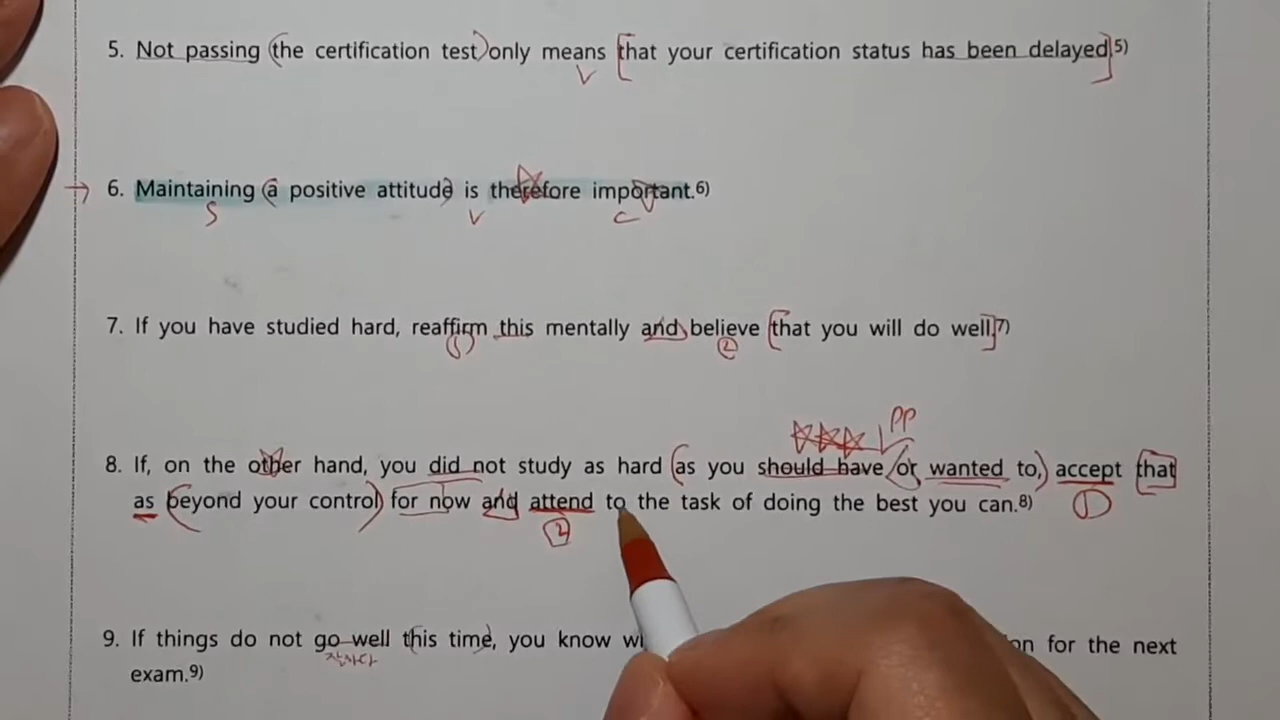 5. Not passing the certification test only means that your certification status has been delayed.5)
V
6. Maintaining a positive attitude is therefore important.6)
S V C
7. If you have studied hard, reaffirm this mentally and believe that you will do well.7)
① ②
PP
8. If, on the other hand, you did not study as hard as you should have or wanted to, accept that
as beyond your control for now and attend to the task of doing the best you can.8)
② ①
9. If things do not go well this time, you know for the next
잘하다
exam.9)